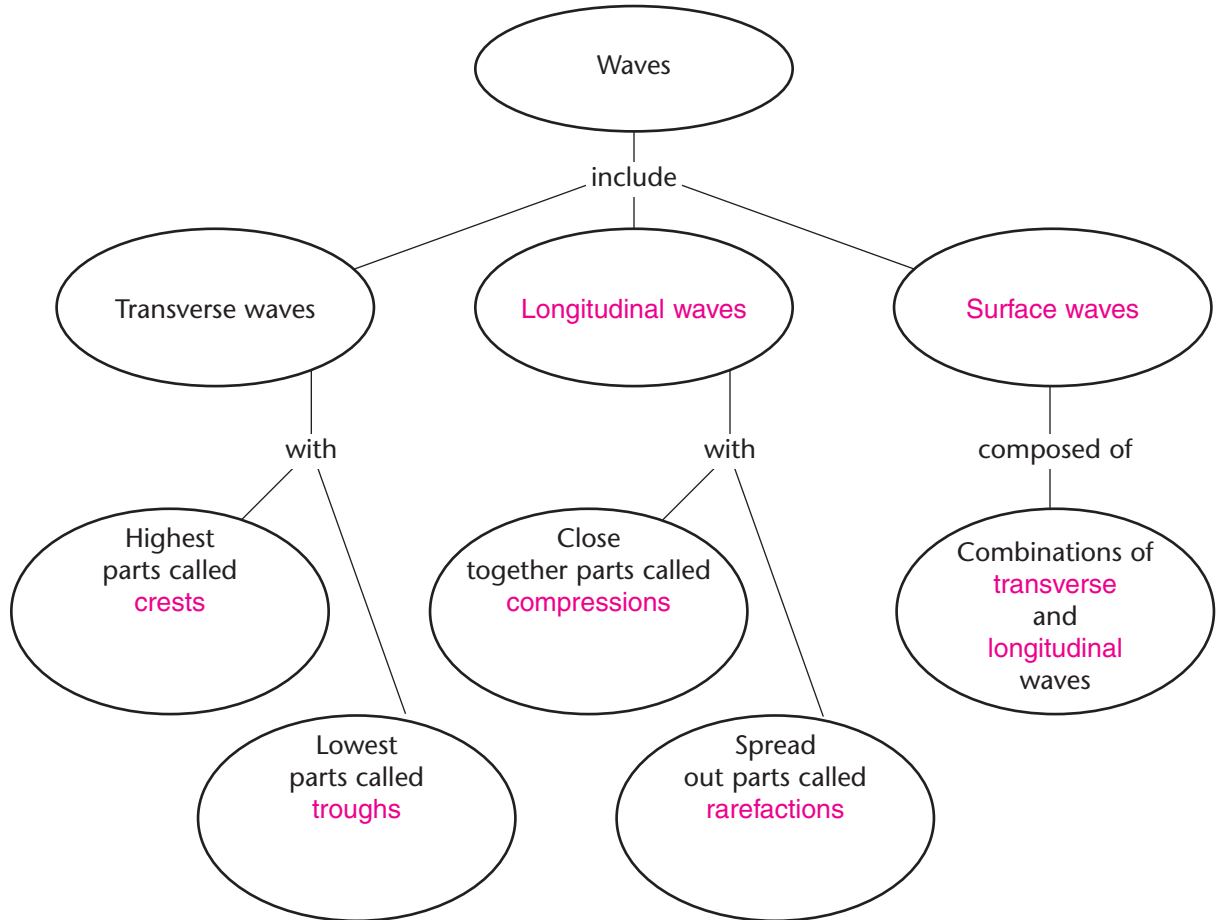 Waves
include
Transverse waves
Longitudinal waves
Surface waves
with
with
composed of
Highest
parts called
crests
Close
together parts called
compressions
Combinations of
transverse
and
longitudinal
waves
Lowest
parts called
troughs
Spread
out parts called
rarefactions